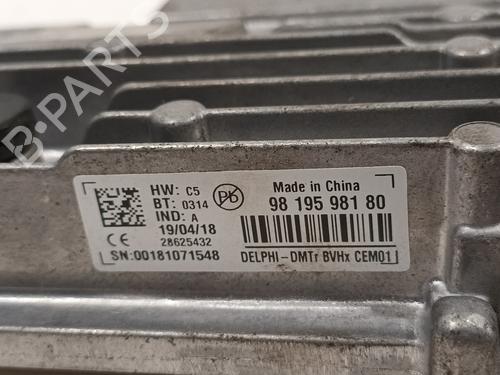 HW: C5
BT: 0314
IND: A
19/04/18
28625432
SN:00181071548
Pb
Made in China
98 195 981 80
DELPHI-DMTr BVHx CEM01
B-PARTS